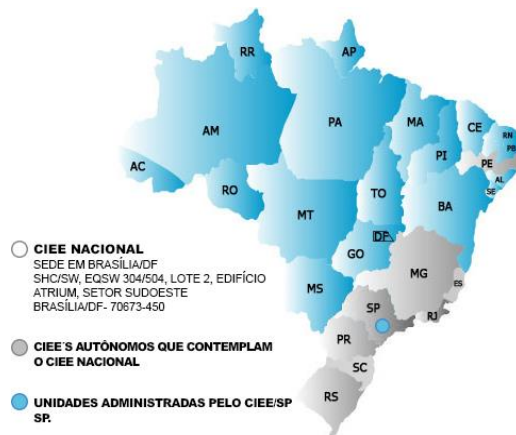 RR
AP
AM
PA
MA
CE
RN
PB
PI
PE
AL
SE
AC
RO
TO
BA
MT
DF
GO
MG
MS
ES
SP
RJ
PR
SC
RS
CIEE NACIONAL
SEDE EM BRASÍLIA/DF
SHC/SW, EQSW 304/504, LOTE 2, EDIFÍCIO
ATRIUM, SETOR SUDOESTE
BRASÍLIA/DF- 70673-450
CIEE´S AUTÔNOMOS QUE CONTEMPLAM
O CIEE NACIONAL
UNIDADES ADMINISTRADAS PELO CIEE/SP
SP.